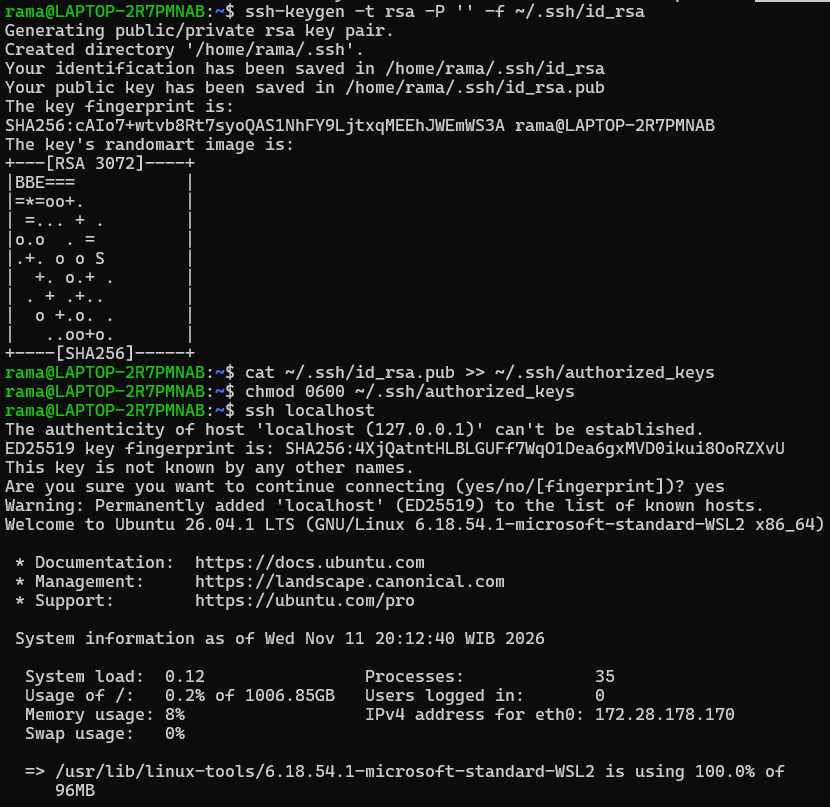 rama@LAPTOP-2R7PMNAB:~$ ssh-keygen -t rsa -P '' -f ~/.ssh/id_rsa
Generating public/private rsa key pair.
Created directory '/home/rama/.ssh'.
Your identification has been saved in /home/rama/.ssh/id_rsa
Your public key has been saved in /home/rama/.ssh/id_rsa.pub
The key fingerprint is:
SHA256:cAIo7+wtvb8Rt7syoQAS1NhFY9LjtxqMEEhJWEmWS3A rama@LAPTOP-2R7PMNAB
The key's randomart image is:
+---[RSA 3072]----+
|BBE===           |
|=*=oo+.          |
| =... + .        |
|o.o  . =         |
|.+. o o S        |
|  +. o.+ .       |
| . + .+..        |
|  o +.o. .       |
|   ..oo+o.       |
+----[SHA256]-----+
rama@LAPTOP-2R7PMNAB:~$ cat ~/.ssh/id_rsa.pub >> ~/.ssh/authorized_keys
rama@LAPTOP-2R7PMNAB:~$ chmod 0600 ~/.ssh/authorized_keys
rama@LAPTOP-2R7PMNAB:~$ ssh localhost
The authenticity of host 'localhost (127.0.0.1)' can't be established.
ED25519 key fingerprint is: SHA256:4XjQatntHLBLGUFf7WqO1Dea6gxMVD0ikui8OoRZXvU
This key is not known by any other names.
Are you sure you want to continue connecting (yes/no/[fingerprint])? yes
Warning: Permanently added 'localhost' (ED25519) to the list of known hosts.
Welcome to Ubuntu 26.04.1 LTS (GNU/Linux 6.18.54.1-microsoft-standard-WSL2 x86_64)

 * Documentation:  https://docs.ubuntu.com
 * Management:     https://landscape.canonical.com
 * Support:        https://ubuntu.com/pro

 System information as of Wed Nov 11 20:12:40 WIB 2026

  System load:  0.12                Processes:             35
  Usage of /:   0.2% of 1006.85GB   Users logged in:       0
  Memory usage: 8%                  IPv4 address for eth0: 172.28.178.170
  Swap usage:   0%

  => /usr/lib/linux-tools/6.18.54.1-microsoft-standard-WSL2 is using 100.0% of
     96MB